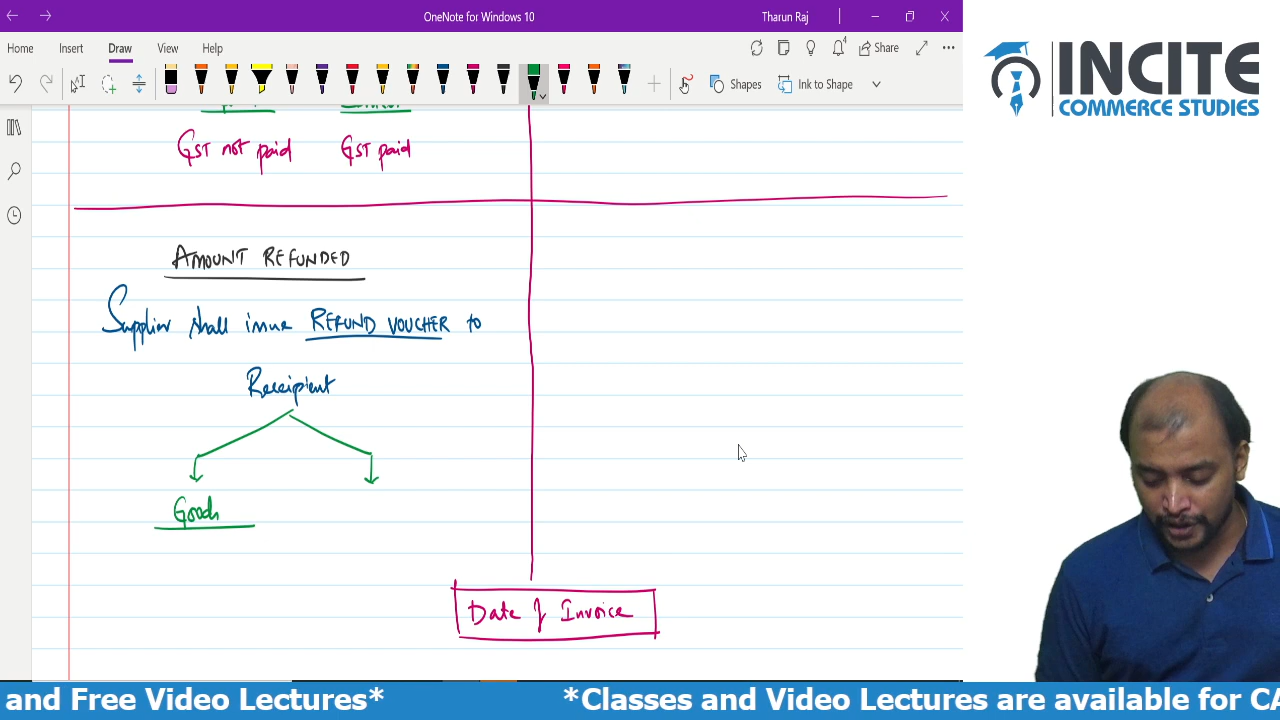 OneNote for Windows 10
Tharun Raj
Home Insert Draw View Help
4
Share
Shapes
Ink to Shape
INCITE
COMMERCE STUDIES
GST not paid GST paid
AMOUNT REFUNDED
Supplier shall issue REFUND VOUCHER to
Receipient
Goods
Date of Invoice
and Free Video Lectures* *Classes and Video Lectures are available for CA